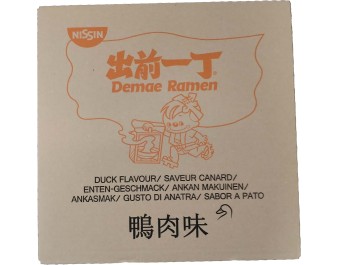 NISSIN
出前一丁
Demae Ramen
DUCK FLAVOUR/ SAVEUR CANARD/
ENTEN-GESCHMACK/ ANKAN MAKUINEN/
ANKASMAK/ GUSTO DI ANATRA/ SABOR A PATO
鴨肉味